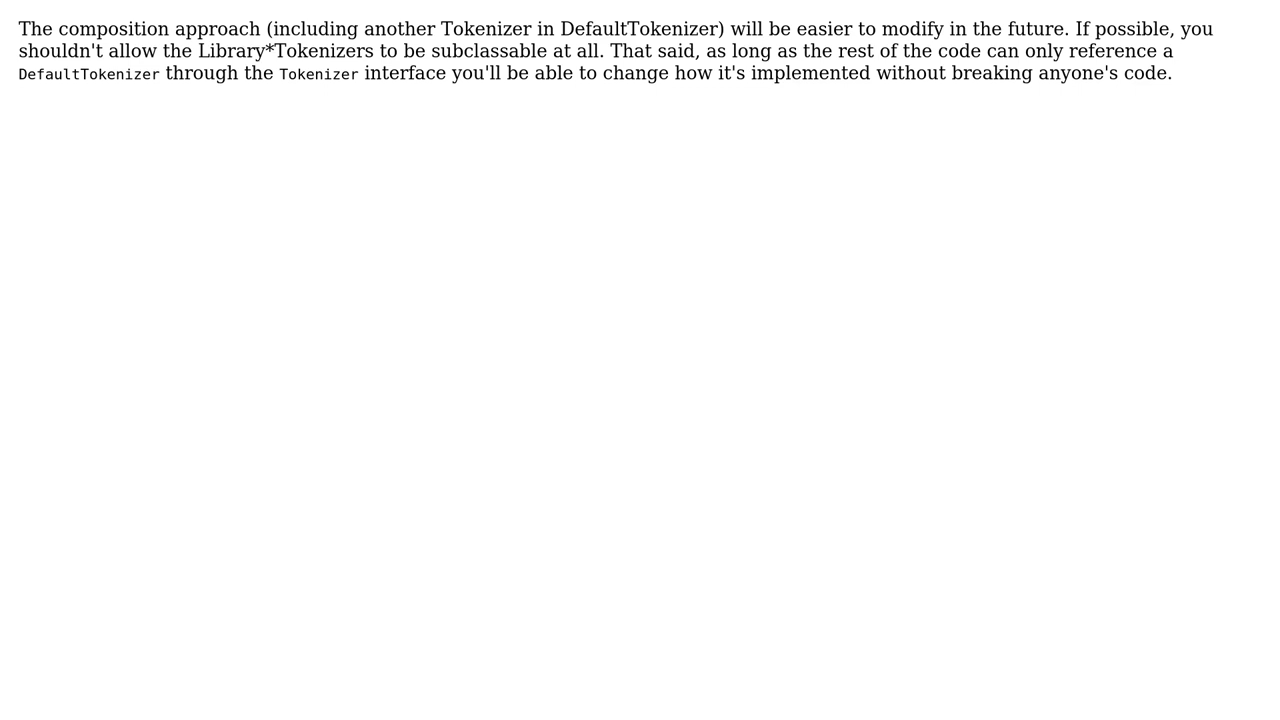 The composition approach (including another Tokenizer in DefaultTokenizer) will be easier to modify in the future. If possible, you
shouldn't allow the Library*Tokenizers to be subclassable at all. That said, as long as the rest of the code can only reference a
DefaultTokenizer through the Tokenizer interface you'll be able to change how it's implemented without breaking anyone's code.